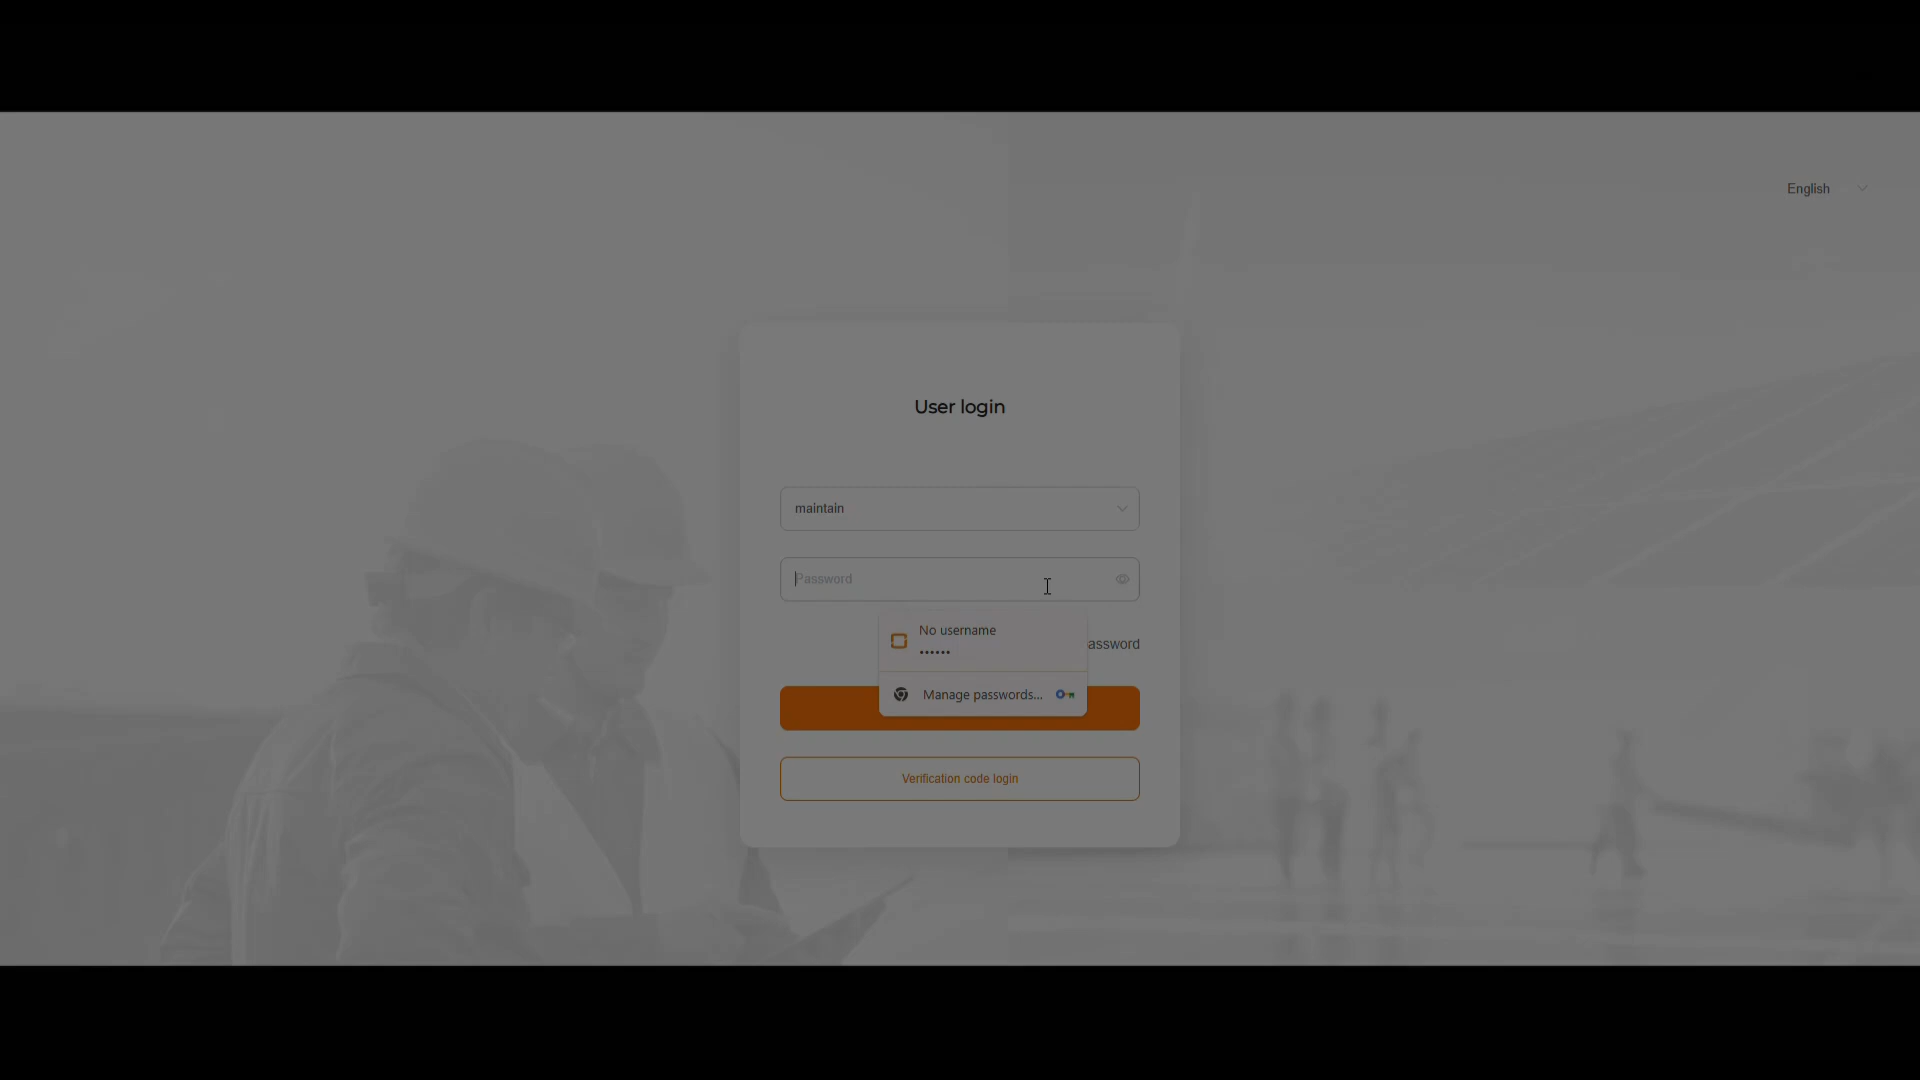 English
User login
maintain
Password
No username
••••••
assword
Manage passwords...
Verification code login